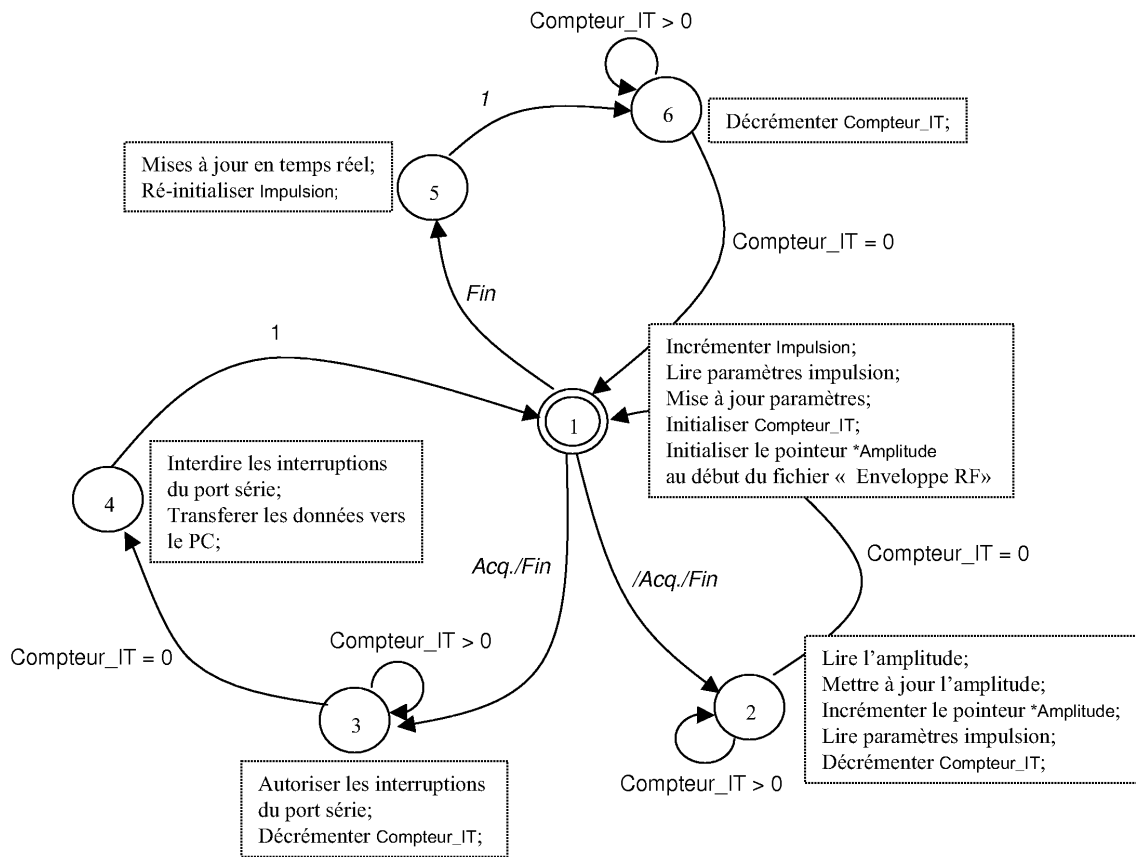 Compteur_IT > 0
1
6
Décrémenter Compteur_IT;
Mises à jour en temps réel;
Ré-initialiser Impulsion;
5
Compteur_IT = 0
Fin
1
Incrémenter Impulsion;
Lire paramètres impulsion;
Mise à jour paramètres;
Initialiser Compteur_IT;
Initialiser le pointeur *Amplitude
au début du fichier « Enveloppe RF»
1
Interdire les interruptions
du port série;
Transferer les données vers
le PC;
4
Compteur_IT = 0
Acq./Fin
/Acq./Fin
Compteur_IT > 0
Compteur_IT = 0
3
2
Lire l'amplitude;
Mettre à jour l'amplitude;
Incrémenter le pointeur *Amplitude;
Lire paramètres impulsion;
Décrémenter Compteur_IT;
Compteur_IT > 0
Autoriser les interruptions
du port série;
Décrémenter Compteur_IT;